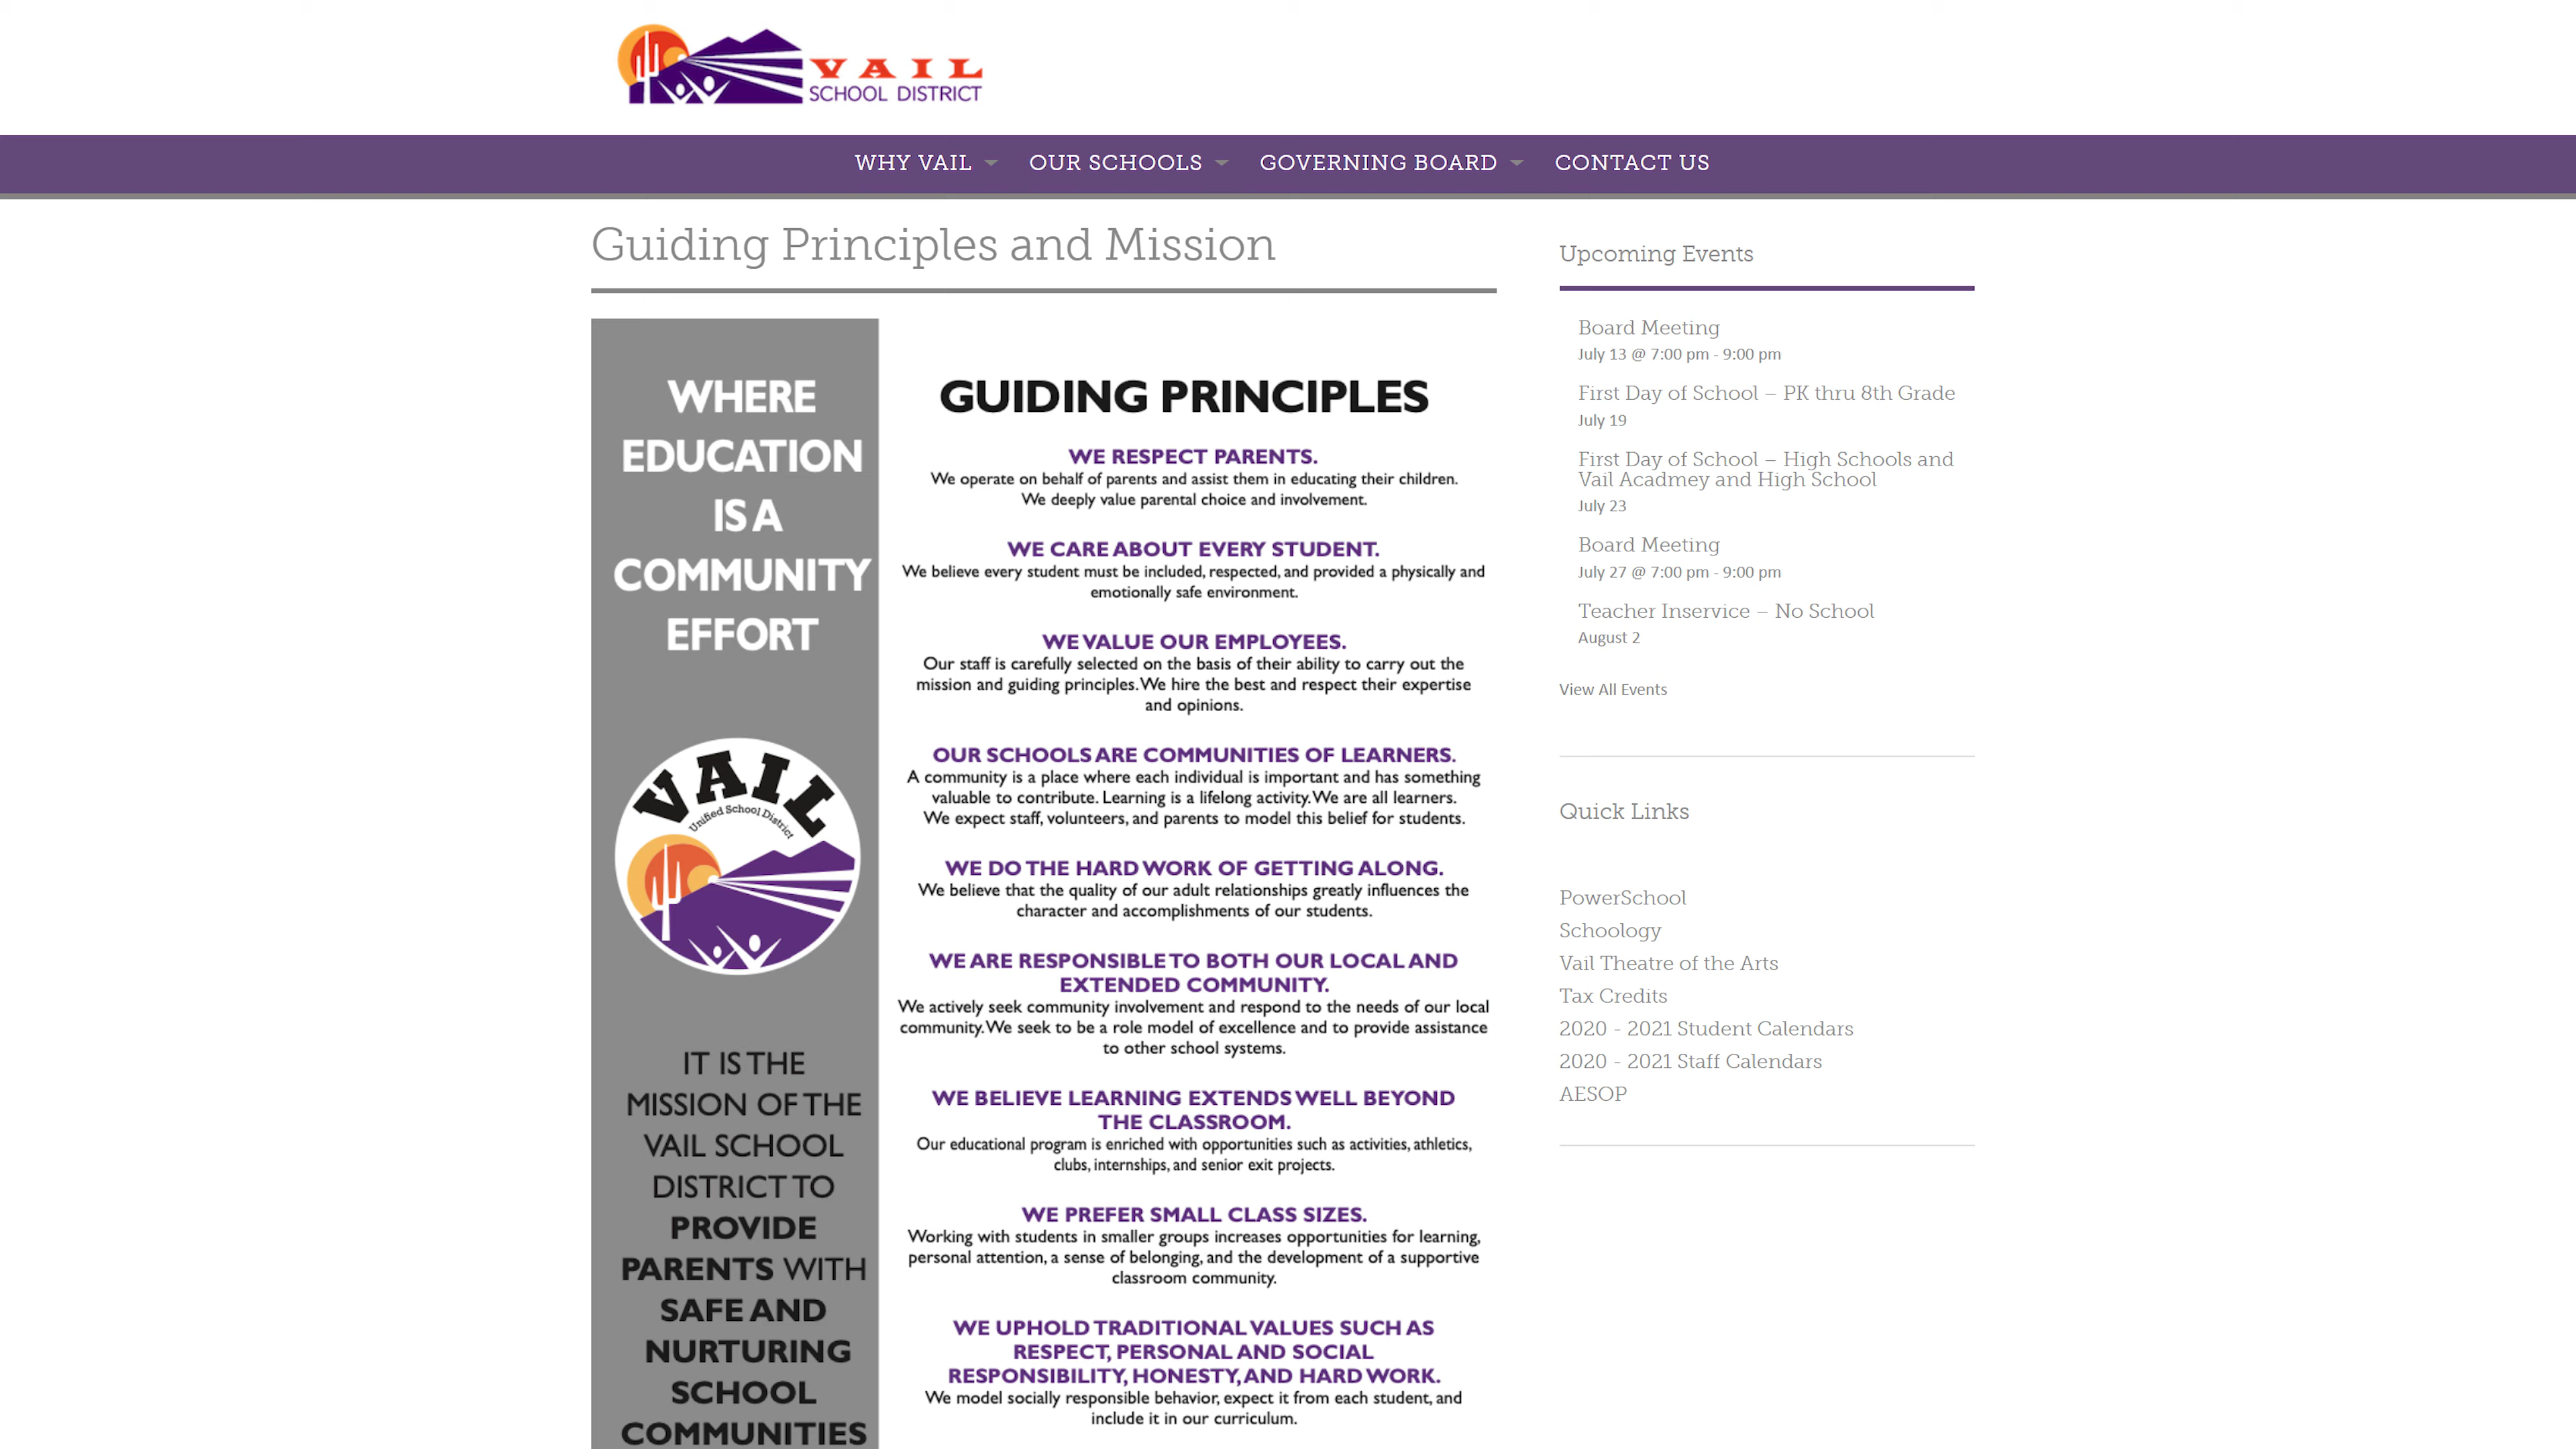 VAIL
SCHOOL DISTRICT
WHY VAIL
OUR SCHOOLS
GOVERNING BOARD
CONTACT US
Guiding Principles and Mission
WHERE
EDUCATION
IS A
COMMUNITY
EFFORT
VAIL
Unified School District
IT IS THE
MISSION OF THE
VAIL SCHOOL
DISTRICT TO
PROVIDE
PARENTS WITH
SAFE AND
NURTURING
SCHOOL
COMMUNITIES
GUIDING PRINCIPLES
WE RESPECT PARENTS.
We operate on behalf of parents and assist them in educating their children.
We deeply value parental choice and involvement.
WE CARE ABOUT EVERY STUDENT.
We believe every student must be included, respected, and provided a physically and
emotionally safe environment.
WE VALUE OUR EMPLOYEES.
Our staff is carefully selected on the basis of their ability to carry out the
mission and guiding principles. We hire the best and respect their expertise
and opinions.
OUR SCHOOLS ARE COMMUNITIES OF LEARNERS.
A community is a place where each individual is important and has something
valuable to contribute. Learning is a lifelong activity. We are all learners.
We expect staff, volunteers, and parents to model this belief for students.
WE DO THE HARD WORK OF GETTING ALONG.
We believe that the quality of our adult relationships greatly influences the
character and accomplishments of our students.
WE ARE RESPONSIBLE TO BOTH OUR LOCAL AND
EXTENDED COMMUNITY.
We actively seek community involvement and respond to the needs of our local
community. We seek to be a role model of excellence and to provide assistance
to other school systems.
WE BELIEVE LEARNING EXTENDS WELL BEYOND
THE CLASSROOM.
Our educational program is enriched with opportunities such as activities, athletics,
clubs, internships, and senior exit projects.
WE PREFER SMALL CLASS SIZES.
Working with students in smaller groups increases opportunities for learning,
personal attention, a sense of belonging, and the development of a supportive
classroom community.
WE UPHOLD TRADITIONAL VALUES SUCH AS
RESPECT, PERSONAL AND SOCIAL
RESPONSIBILITY, HONESTY, AND HARD WORK.
We model socially responsible behavior, expect it from each student, and
include it in our curriculum.
Upcoming Events
Board Meeting
July 13 @ 7:00 pm - 9:00 pm
First Day of School – PK thru 8th Grade
July 19
First Day of School – High Schools and
Vail Acadmey and High School
July 23
Board Meeting
July 27 @ 7:00 pm - 9:00 pm
Teacher Inservice – No School
August 2
View All Events
Quick Links
PowerSchool
Schoology
Vail Theatre of the Arts
Tax Credits
2020 - 2021 Student Calendars
2020 - 2021 Staff Calendars
AESOP